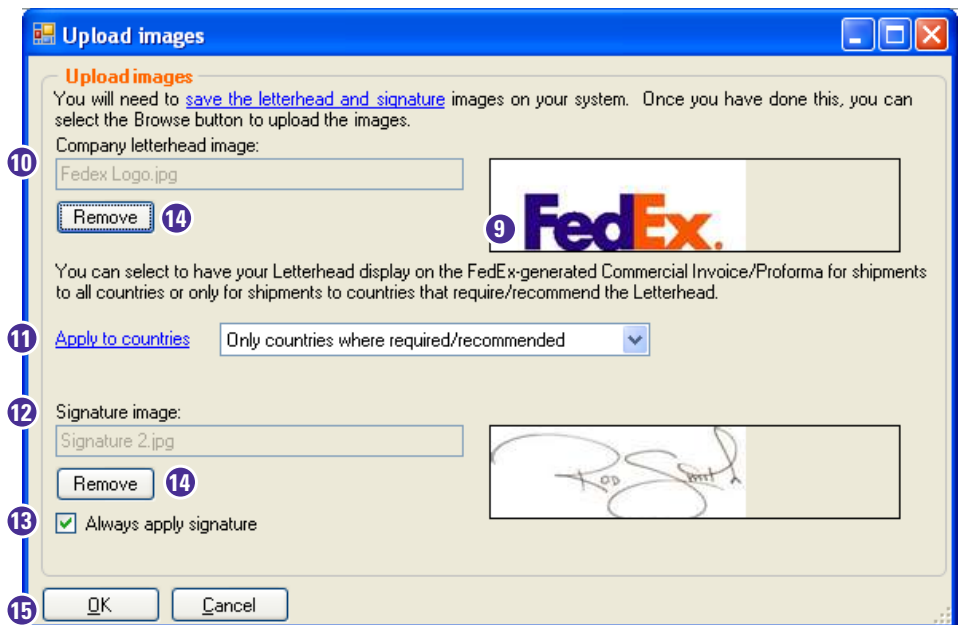 Upload images
Upload images
You will need to save the letterhead and signature images on your system. Once you have done this, you can
select the Browse button to upload the images.
Company letterhead image:
10
Fedex Logo.jpg
Remove 14
9 FedEx.
You can select to have your Letterhead display on the FedEx-generated Commercial Invoice/Proforma for shipments
to all countries or only for shipments to countries that require/recommend the Letterhead.
11 Apply to countries Only countries where required/recommended
12 Signature image:
Signature 2.jpg
Remove 14
Rod Smith
13 Always apply signature
15 OK Cancel